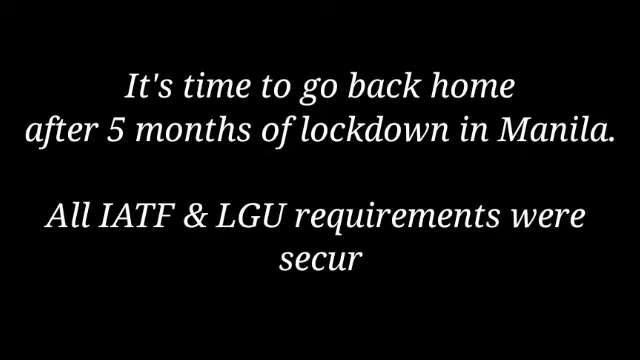 It's time to go back home
after 5 months of lockdown in Manila.
All IATF & LGU requirements were
secur